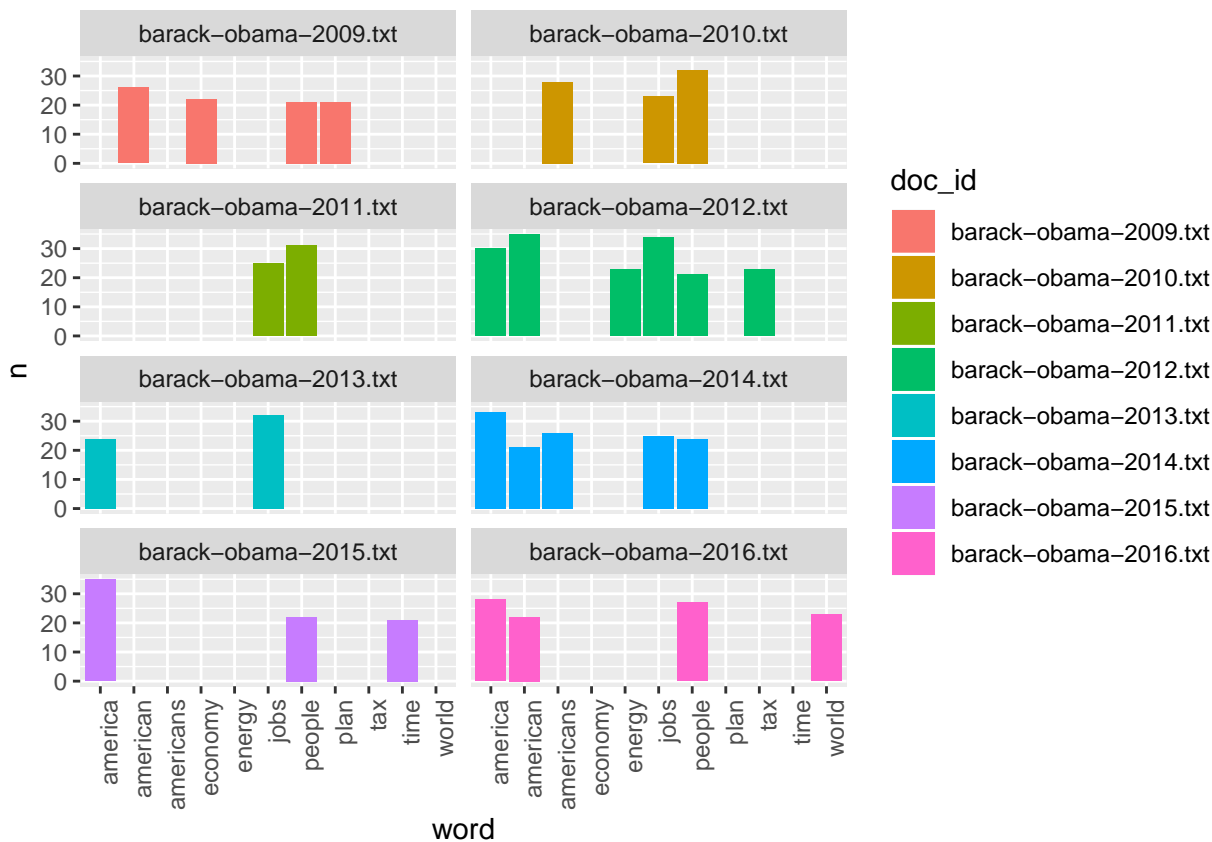 barack−obama−2009.txt
barack−obama−2010.txt
30
20
10
0
barack−obama−2011.txt
barack−obama−2012.txt
30
20
10
0
barack−obama−2013.txt
barack−obama−2014.txt
30
20
10
0
barack−obama−2015.txt
barack−obama−2016.txt
30
20
10
0
n
america
american
americans
economy
energy
jobs
people
plan
tax
time
world
america
american
americans
economy
energy
jobs
people
plan
tax
time
world
word
doc_id
barack−obama−2009.txt
barack−obama−2010.txt
barack−obama−2011.txt
barack−obama−2012.txt
barack−obama−2013.txt
barack−obama−2014.txt
barack−obama−2015.txt
barack−obama−2016.txt